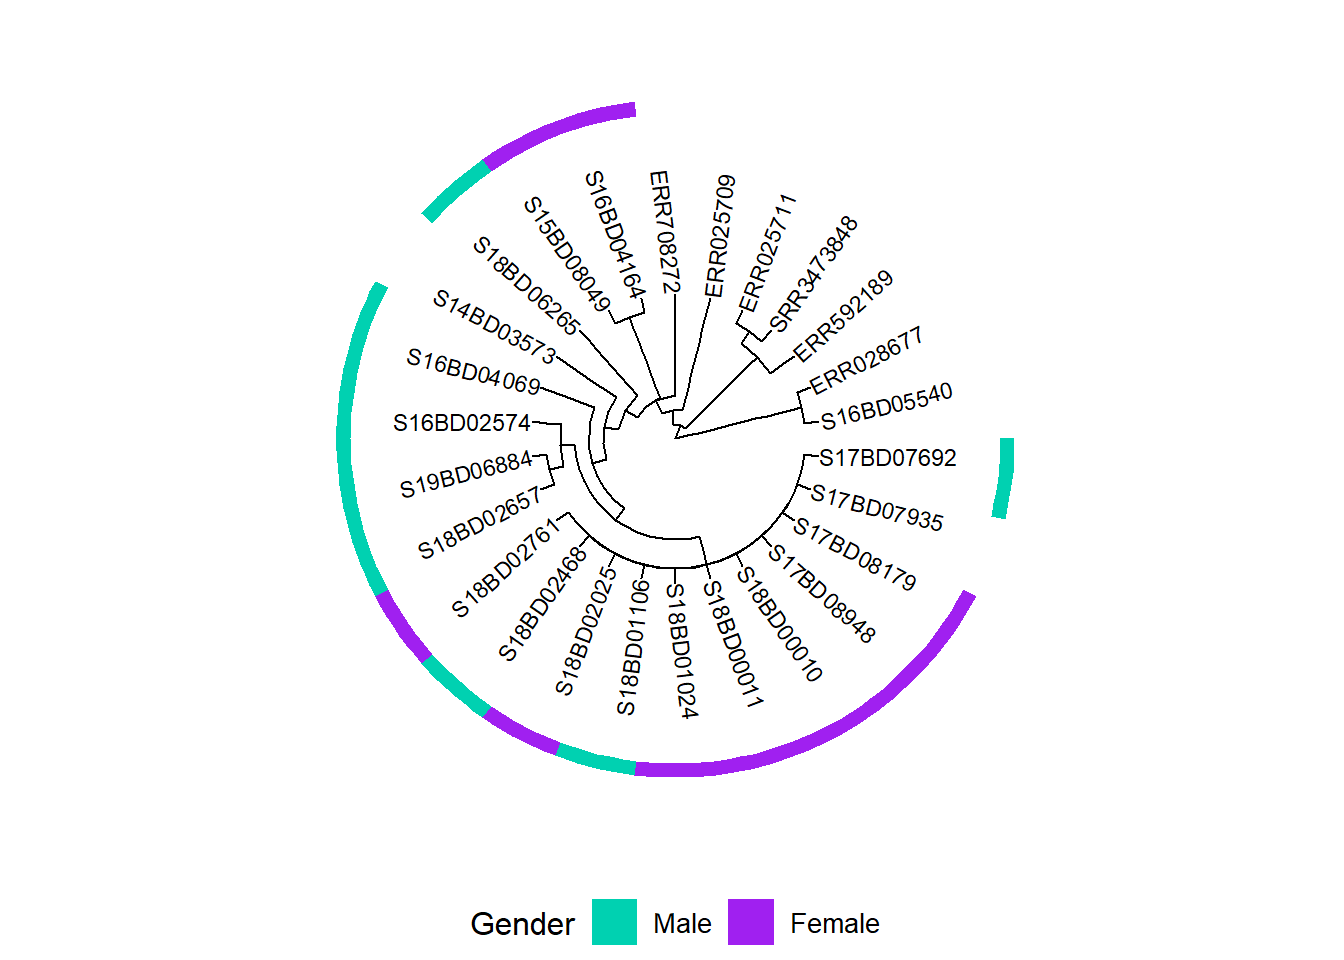 ERR708272
ERR025709
ERR025711
SRR3473848
ERR592189
ERR028677
S16BD05540
S17BD07692
S17BD07935
S17BD08179
S17BD08948
S18BD00010
S18BD00011
S18BD01024
S18BD01106
S18BD02025
S18BD02468
S18BD02761
S18BD02657
S19BD06884
S16BD02574
S16BD04069
S14BD03573
S18BD06265
S15BD08049
S16BD04164
Gender Male Female